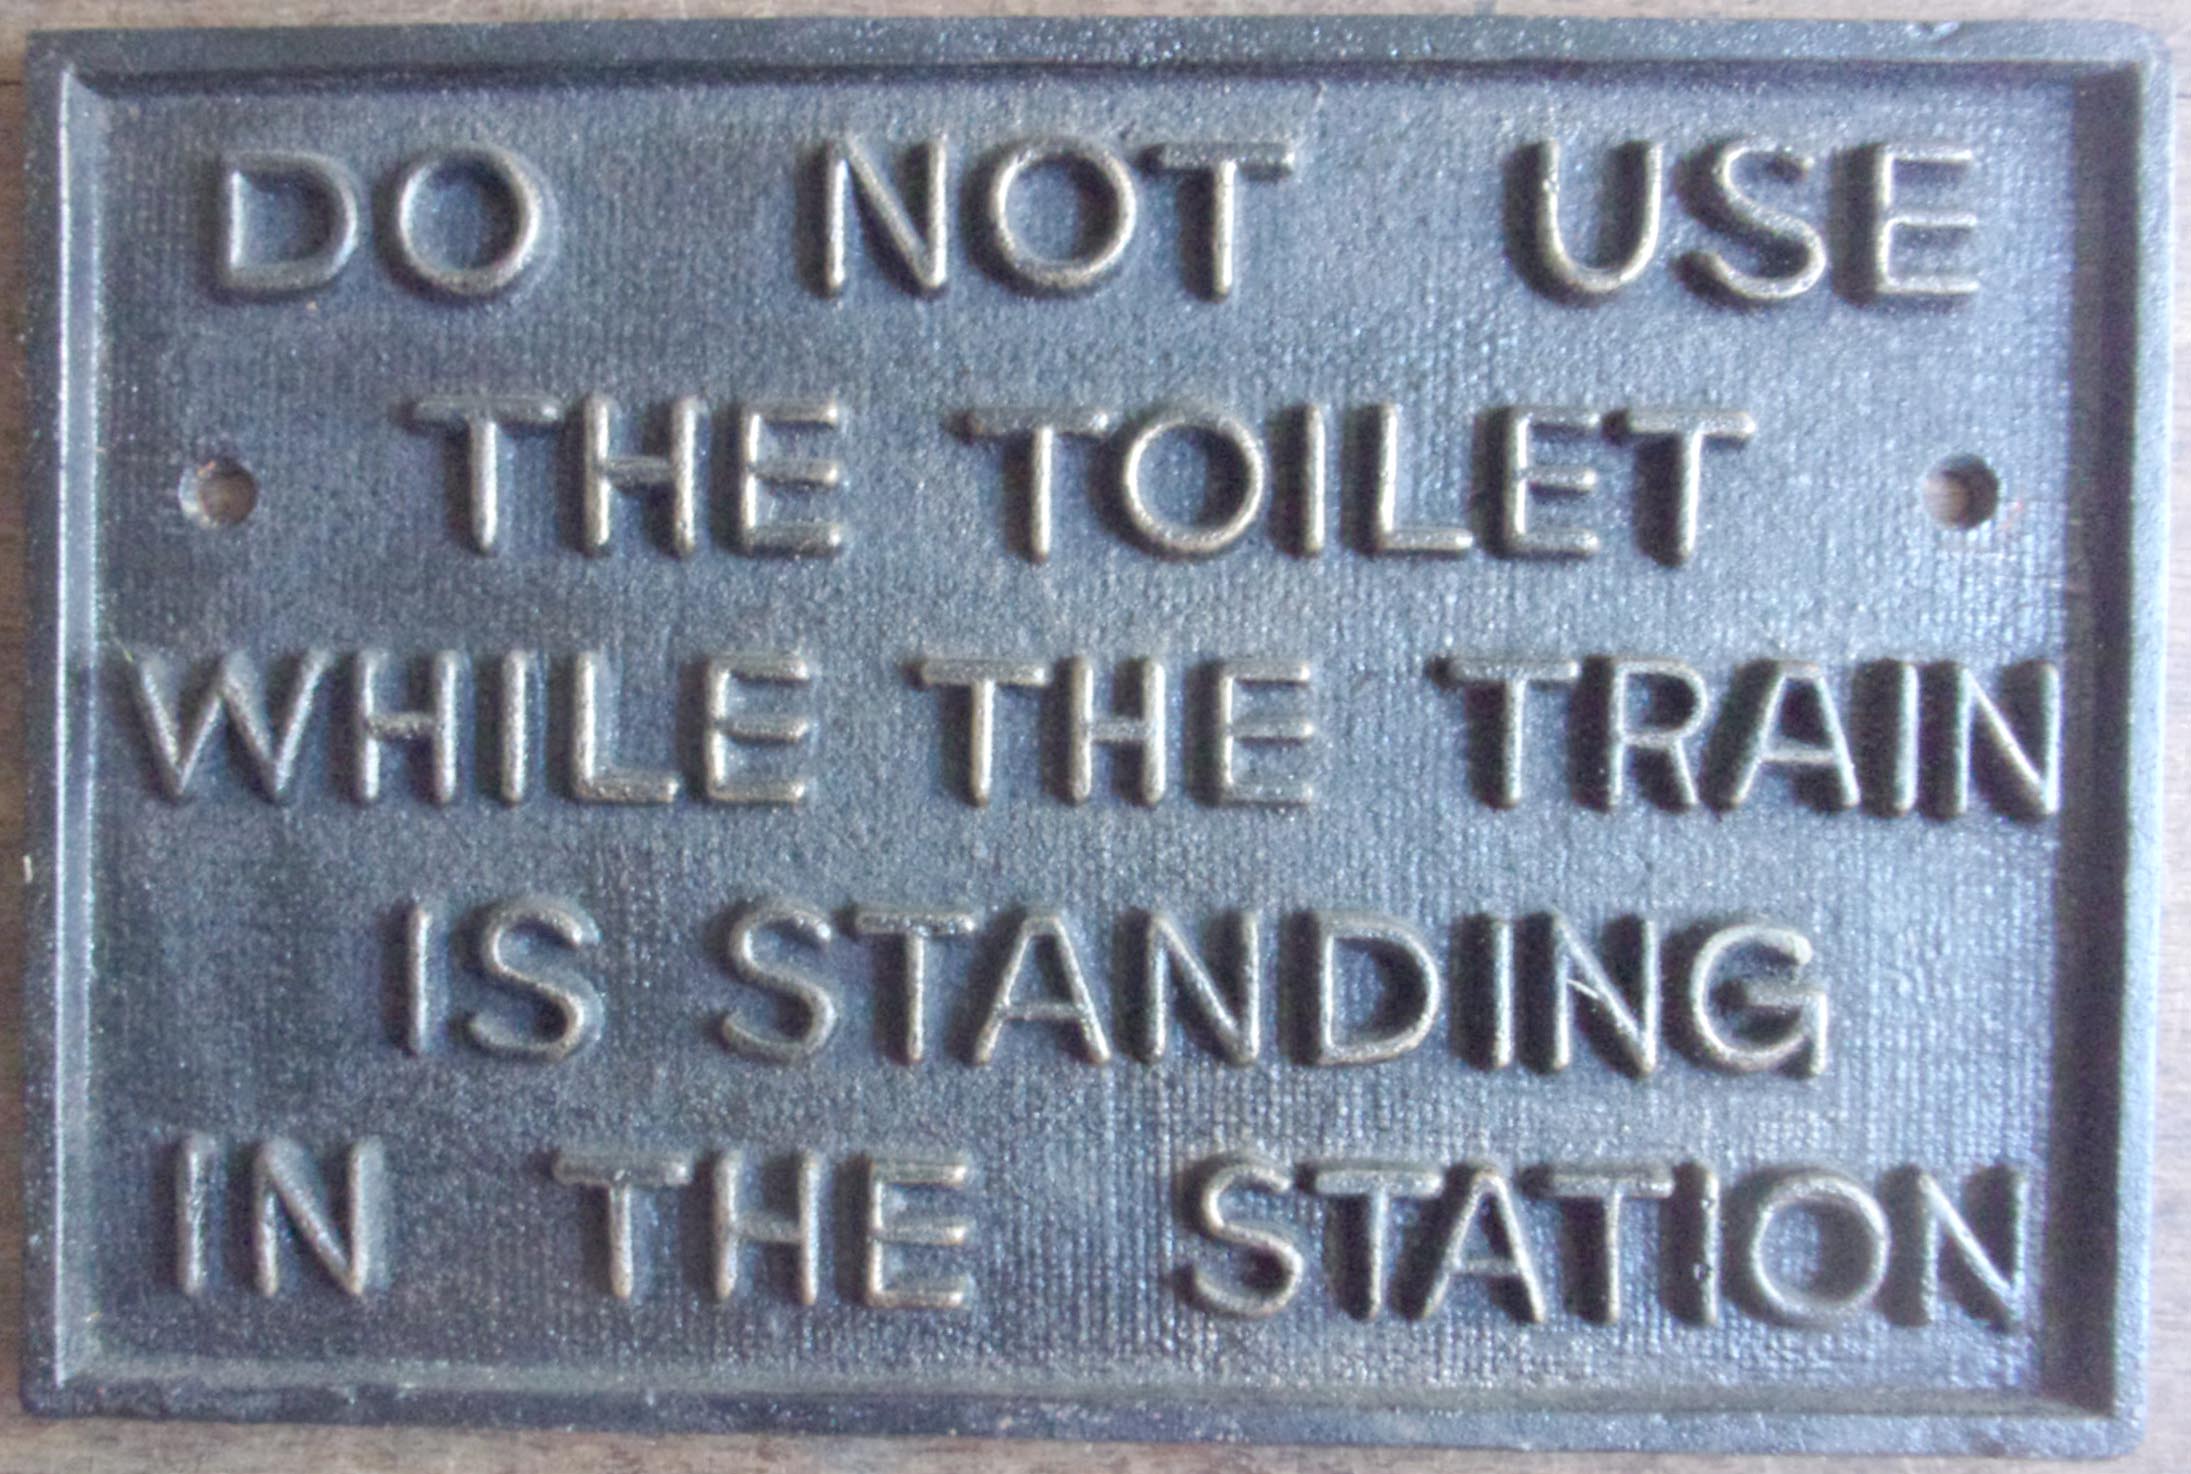 DO NOT USE
THE TOILET
WHILE THE TRAIN
IS STANDING
IN THE STATION